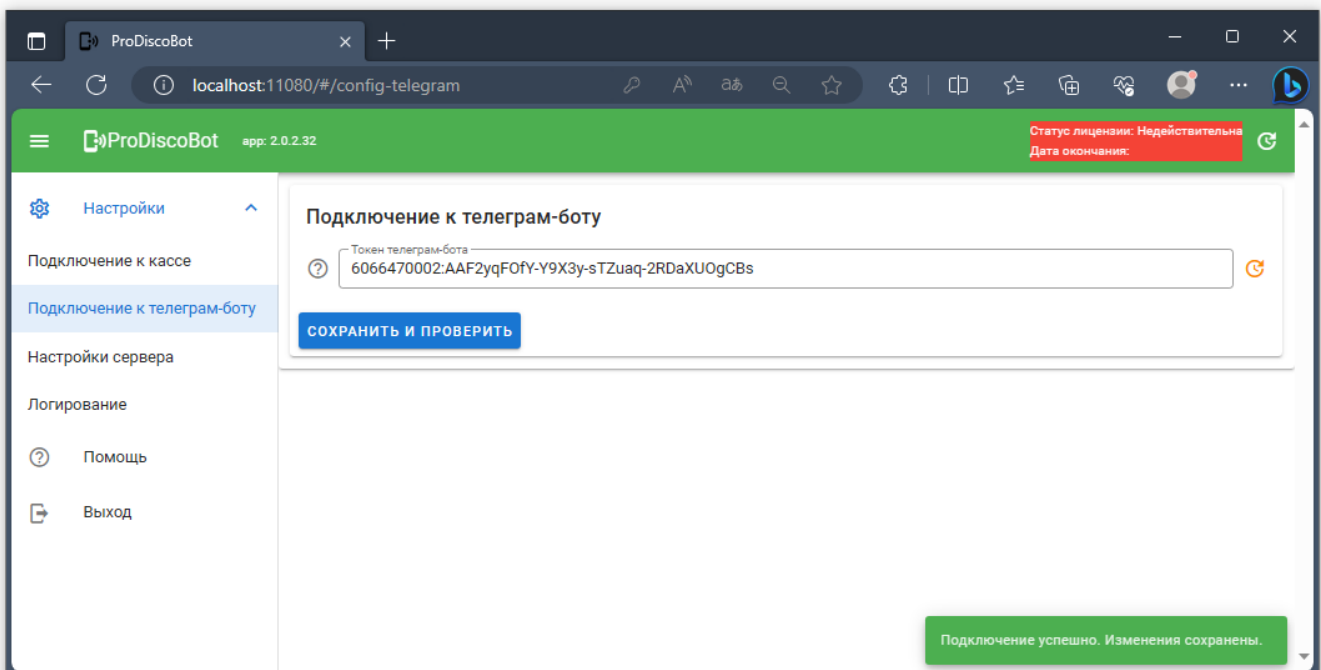 ProDiscoBot
localhost:11080/#/config-telegram
ProDiscoBot app: 2.0.2.32
Статус лицензии: Недействительна
Дата окончания:
Настройки
Подключение к кассе
Подключение к телеграм-боту
Настройки сервера
Логирование
Помощь
Выход
Подключение к телеграм-боту
Токен телеграм-бота
6066470002:AAF2yqFOfY-Y9X3y-sTZuaq-2RDaXUOgCBs
СОХРАНИТЬ И ПРОВЕРИТЬ
Подключение успешно. Изменения сохранены.